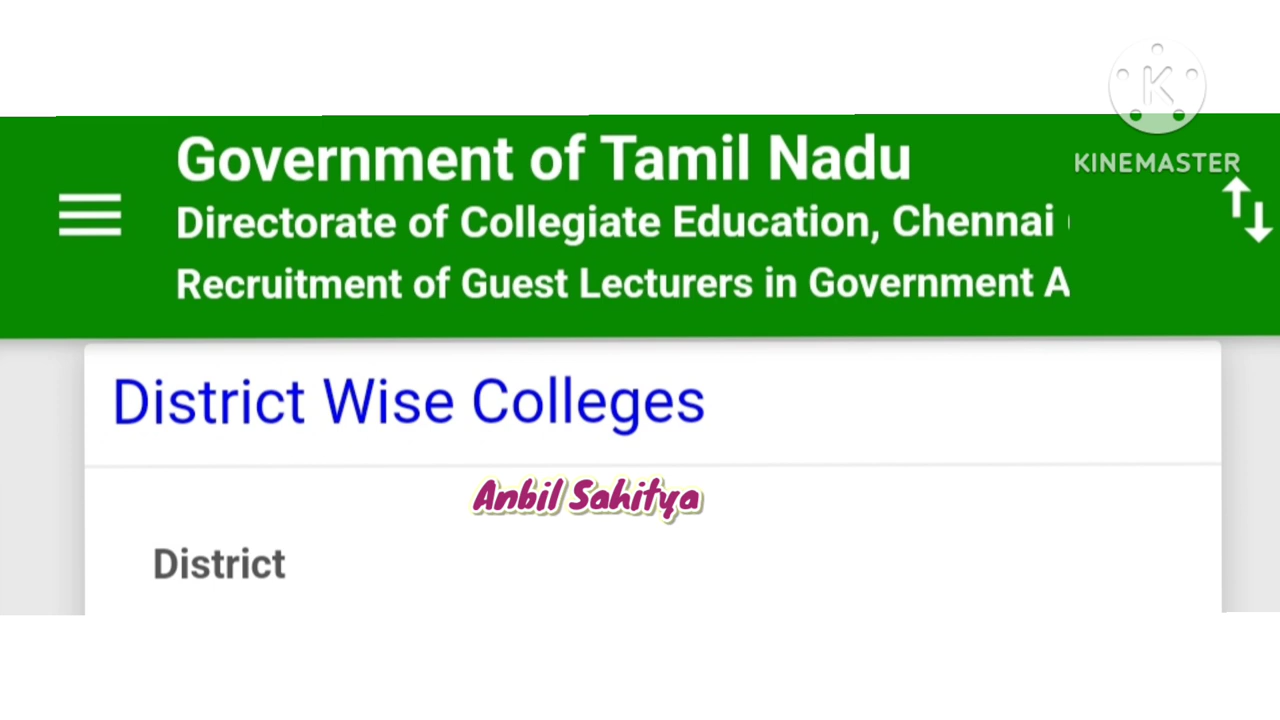 KINEMASTER
Government of Tamil Nadu
Directorate of Collegiate Education, Chennai
Recruitment of Guest Lecturers in Government A
District Wise Colleges
Anbil Sahitya
District